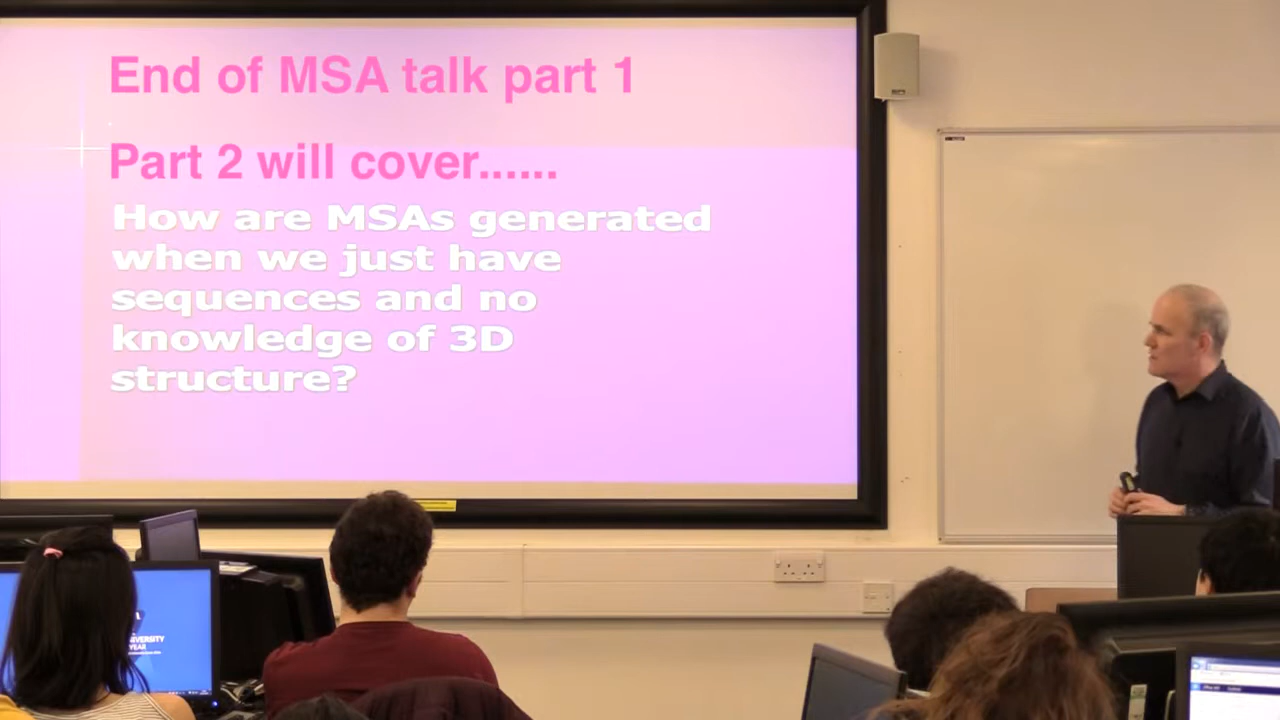 End of MSA talk part 1
Part 2 will cover......
How are MSAs generated
when we just have
sequences and no
knowledge of 3D
structure?
YEAR